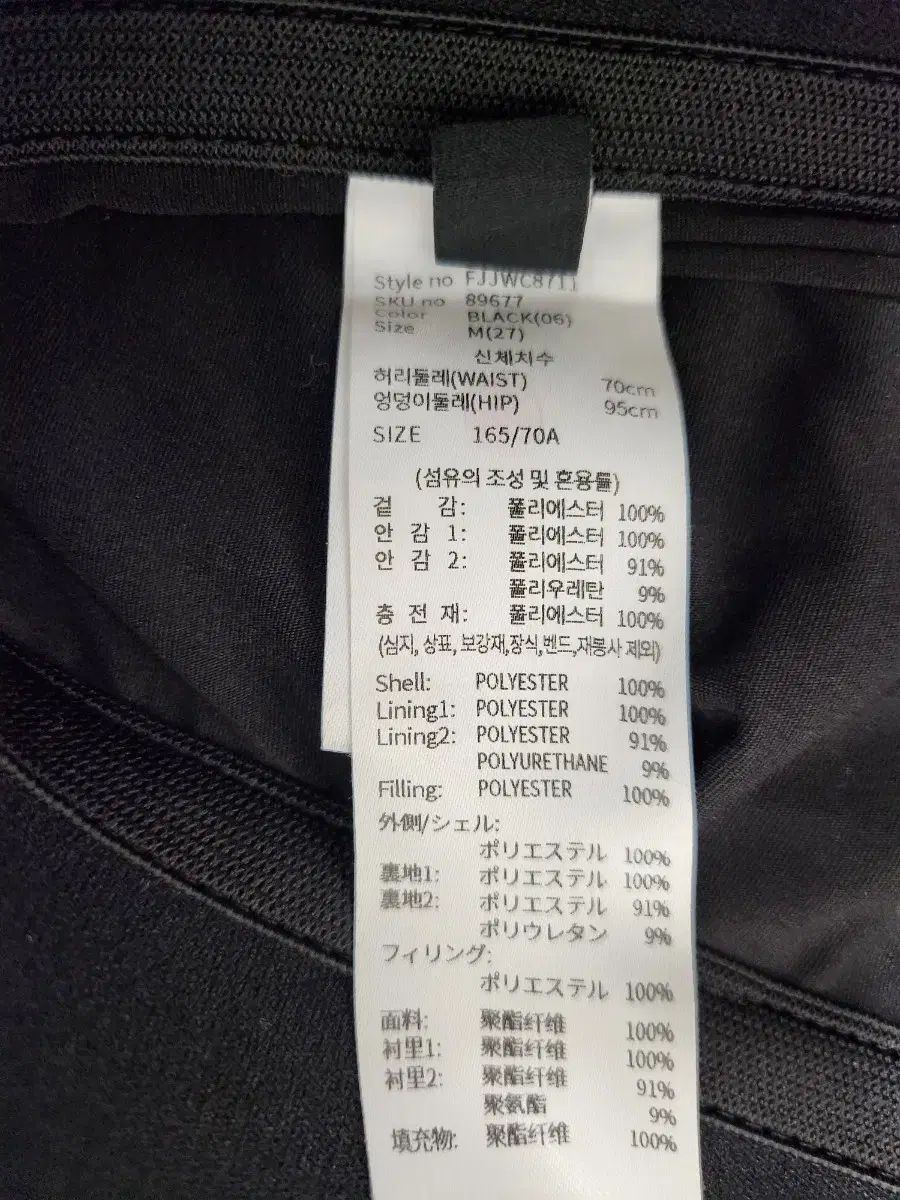 Style no FJJWC8711
SKU no 89677
Color BLACK(06)
Size M(27)
신체치수
허리둘레(WAIST) 70cm
엉덩이둘레(HIP) 95cm
SIZE 165/70A
(섬유의 조성 및 혼용률)
겉 감: 폴리에스터 100%
안 감 1: 폴리에스터 100%
안 감 2: 폴리에스터 91%
폴리우레탄 9%
충 전 재: 폴리에스터 100%
(심지, 상표, 보강재,장식,벤드,재봉사 제외)
Shell: POLYESTER 100%
Lining1: POLYESTER 100%
Lining2: POLYESTER 91%
POLYURETHANE 9%
Filling: POLYESTER 100%
外側/シェル:
ポリエステル 100%
裏地1: ポリエステル 100%
裏地2: ポリエステル 91%
ポリウレタン 9%
フィリング:
ポリエステル 100%
面料: 聚酯纤维 100%
衬里1: 聚酯纤维 100%
衬里2: 聚酯纤维 91%
聚氨酯 9%
填充物: 聚酯纤维 100%